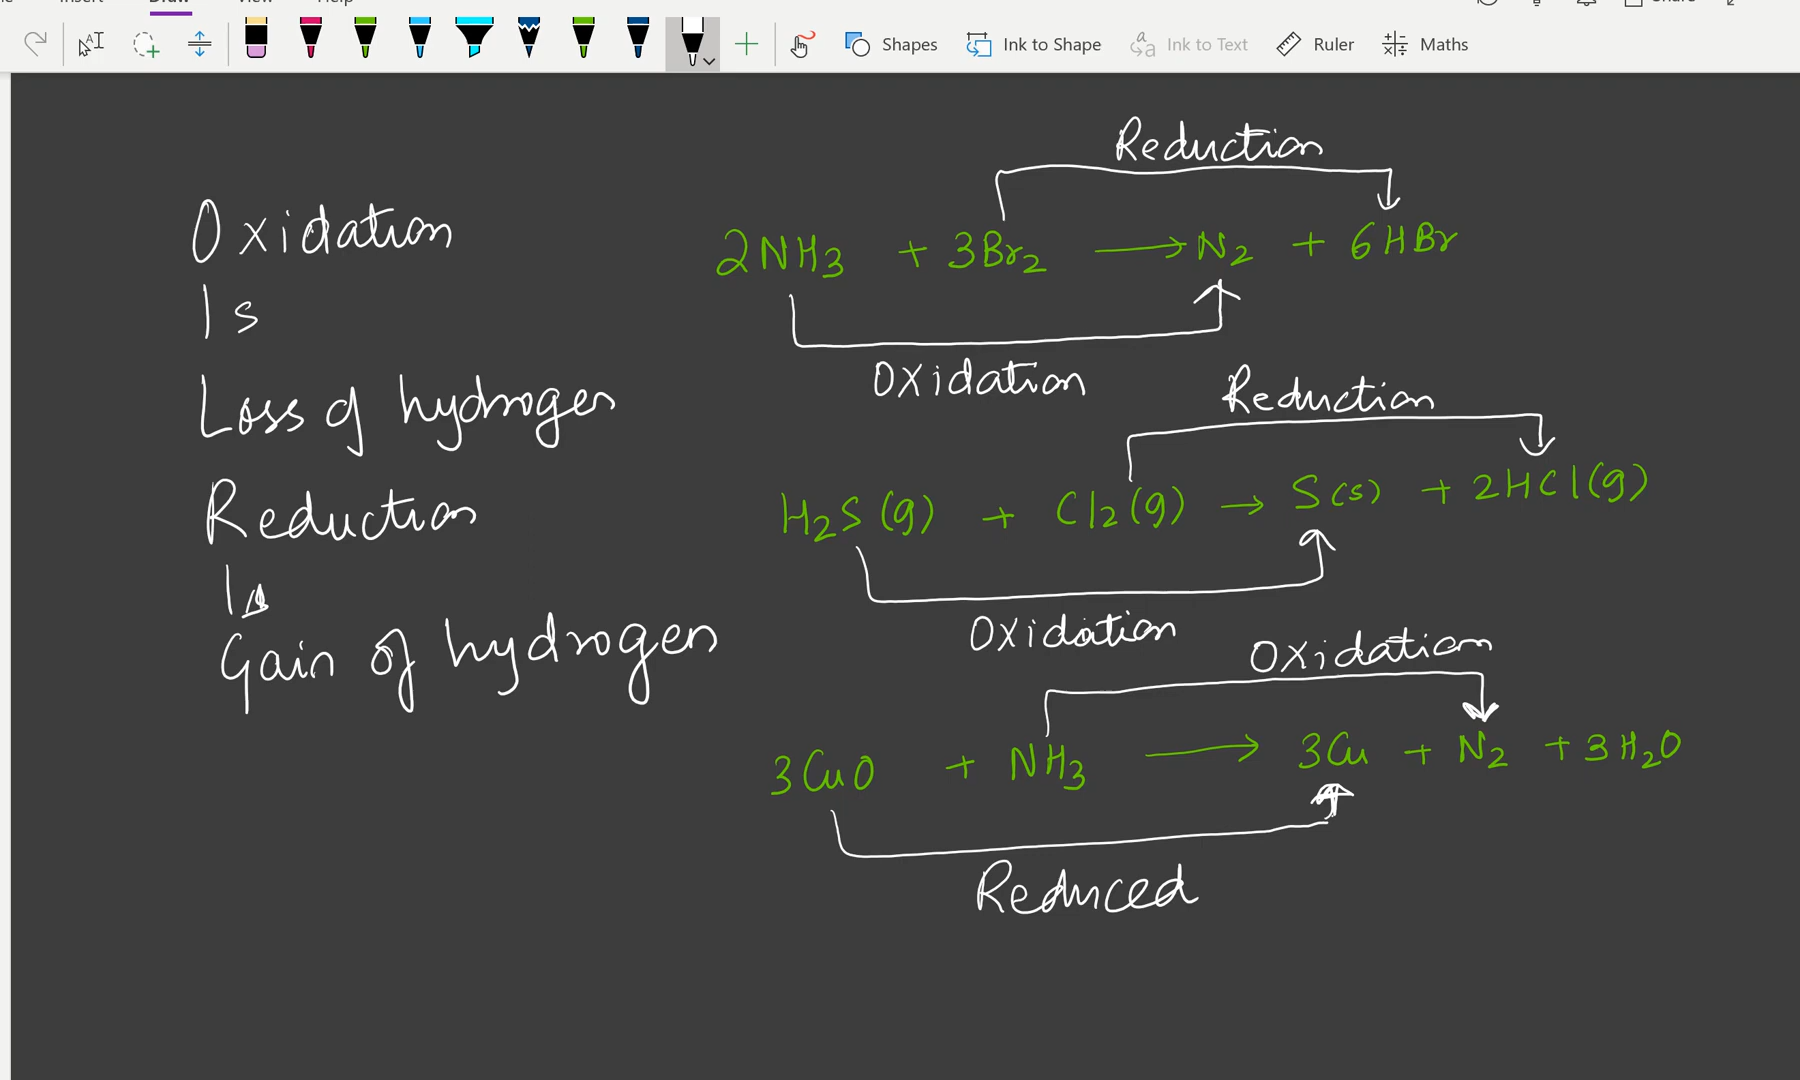 Draw
Shapes
Ink to Shape
Ink to Text
Ruler
Maths
Oxidation
Is
Loss of hydrogen
Reduction
Is
Gain of hydrogen
Reduction
2NH3 + 3Br2 → N2 + 6HBr
Oxidation
Reduction
H2S(g) + Cl2(g) → S(s) + 2HCl(g)
Oxidation
Oxidation
3CuO + NH3 → 3Cu + N2 + 3H2O
Reduced